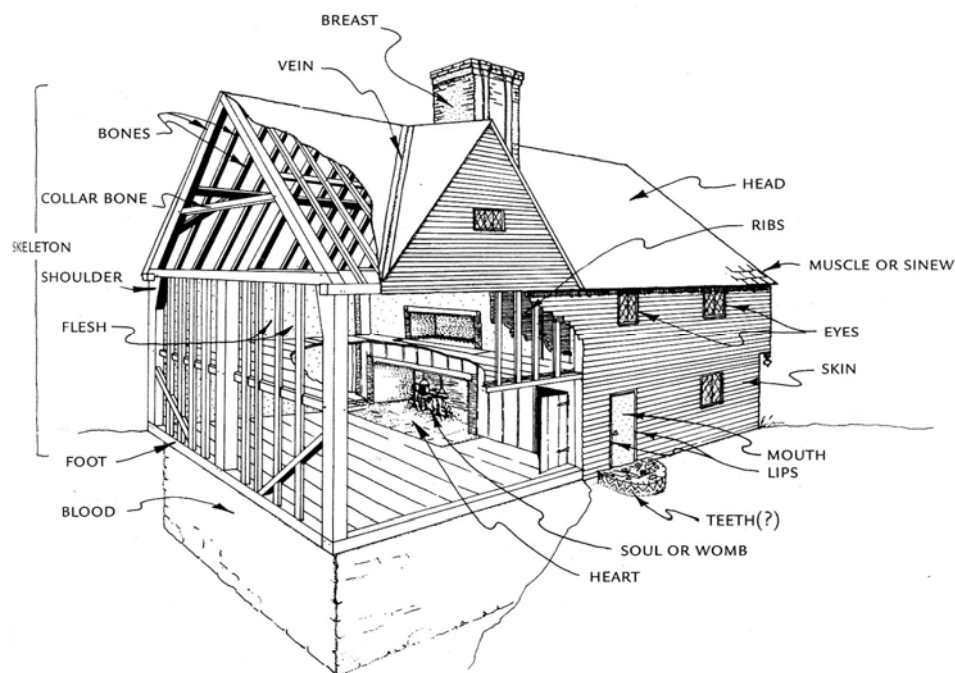 BREAST
VEIN
BONES
COLLAR BONE
SKELETON
SHOULDER
FLESH
FOOT
BLOOD
HEAD
RIBS
MUSCLE OR SINEW
EYES
SKIN
MOUTH
LIPS
TEETH(?)
SOUL OR WOMB
HEART